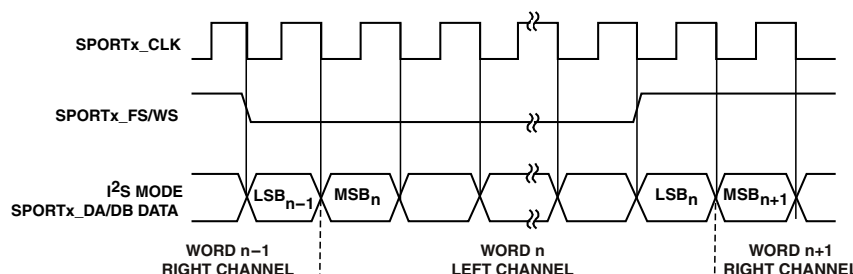 SPORTx_CLK
SPORTx_FS/WS
I²S MODE
SPORTx_DA/DB DATA
LSBn−1
MSBn
LSBn
MSBn+1
WORD n−1
RIGHT CHANNEL
WORD n
LEFT CHANNEL
WORD n+1
RIGHT CHANNEL